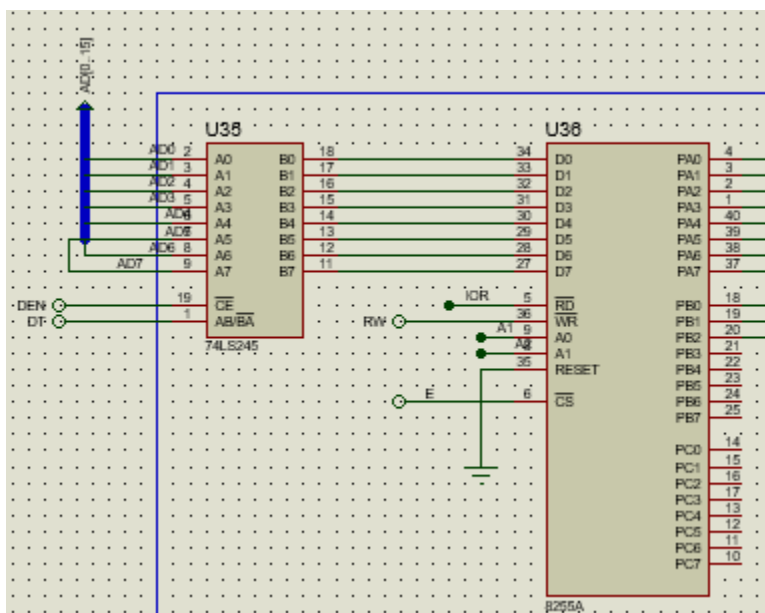 AD[0..15]
U35
AD0 2 A0 B0 18
AD1 3 A1 B1 17
AD2 4 A2 B2 16
AD3 5 A3 B3 15
AD4 A4 B4 14
A5 B5 13
AD6 8 A6 B6 12
AD7 9 A7 B7 11
DEN 19 CE
DT 1 AB/BA
74LS245
U36
34 D0 PA0 4
33 D1 PA1 3
32 D2 PA2 2
31 D3 PA3 1
30 D4 PA4 40
29 D5 PA5 39
28 D6 PA6 38
27 D7 PA7 37
IOR 5 RD PB0 18
RW 36 WR PB1 19
A1 9 A0 PB2 20
A1 PB3 21
35 RESET PB4 22
PB5 23
E 6 CS PB6 24
PB7 25
PC0 14
PC1 15
PC2 16
PC3 17
PC4 13
PC5 12
PC6 11
PC7 10
8255A